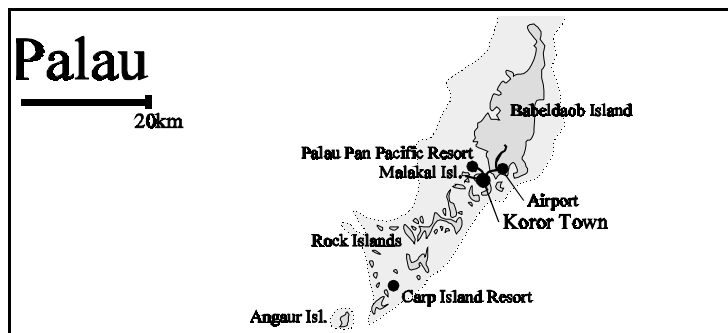 Palau
20km
Babeldaob Island
Palau Pan Pacific Resort
Malakal Isl.
Airport
Koror Town
Rock Islands
Carp Island Resort
Angaur Isl.